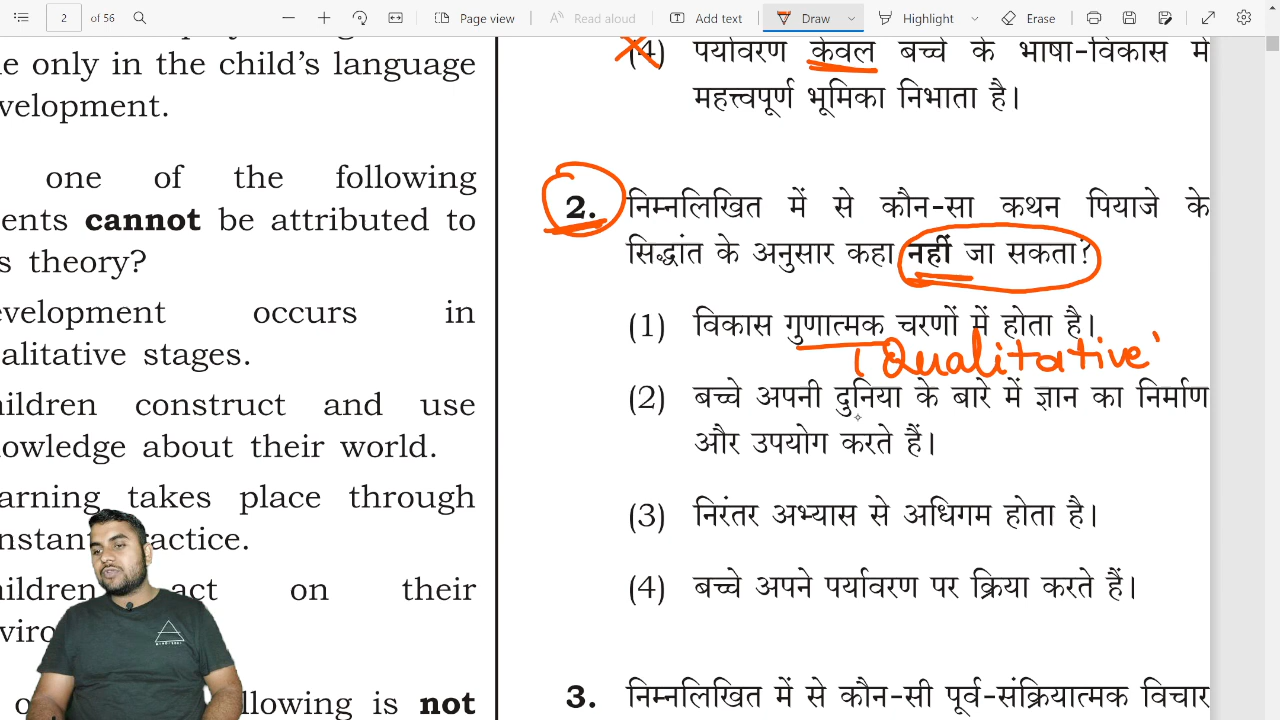 2 of 56 Page view Read aloud Add text Draw Highlight Erase
e only in the child's language
velopment.
one of the following
ents cannot be attributed to
s theory?
velopment occurs in
alitative stages.
ildren construct and use
owledge about their world.
arning takes place through
nstant ractice.
ildren act on their
llowing is not
(4) पर्यावरण केवल बच्चे के भाषा-विकास में
महत्त्वपूर्ण भूमिका निभाता है।
2. निम्नलिखित में से कौन-सा कथन पियाजे के
सिद्धांत के अनुसार कहा नहीं जा सकता?
(1) विकास गुणात्मक चरणों में होता है।
'Qualitative'
(2) बच्चे अपनी दुनिया के बारे में ज्ञान का निर्माण
और उपयोग करते हैं।
(3) निरंतर अभ्यास से अधिगम होता है।
(4) बच्चे अपने पर्यावरण पर क्रिया करते हैं।
3. निम्नलिखित में से कौन-सी पूर्व-संक्रियात्मक विचार